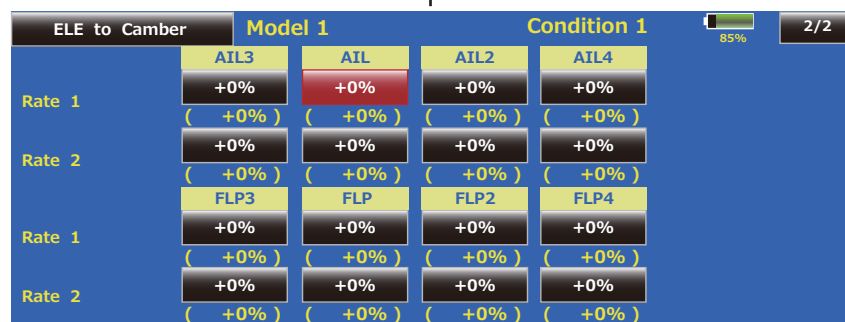 ELE to Camber Model 1 Condition 1 85% 2/2
AIL3 AIL AIL2 AIL4
Rate 1 +0% +0% +0% +0%
( +0% ) ( +0% ) ( +0% ) ( +0% )
Rate 2 +0% +0% +0% +0%
( +0% ) ( +0% ) ( +0% ) ( +0% )
FLP3 FLP FLP2 FLP4
Rate 1 +0% +0% +0% +0%
( +0% ) ( +0% ) ( +0% ) ( +0% )
Rate 2 +0% +0% +0% +0%
( +0% ) ( +0% ) ( +0% ) ( +0% )